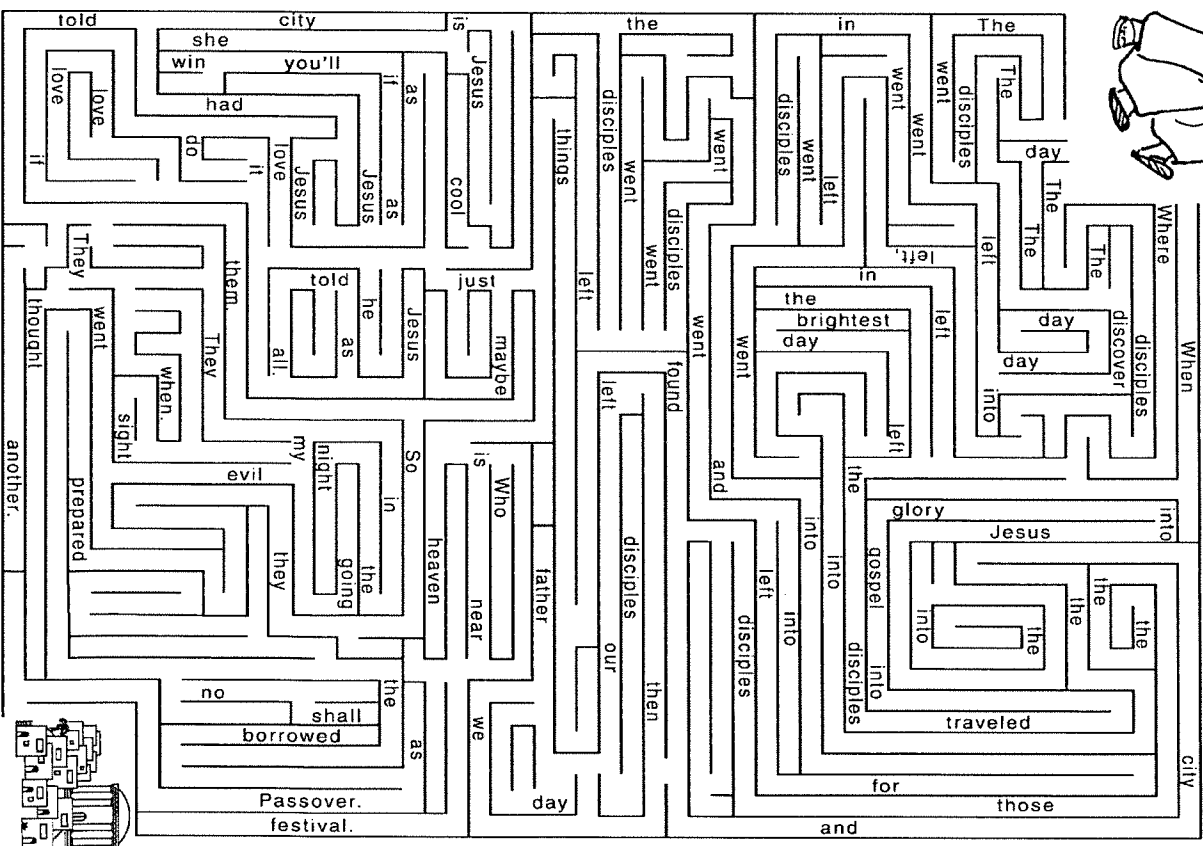 told
city
is
the
in
The
she
win
you'll
if
as
Jesus
love
love
had
do
it
if
love
Jesus
Jesus
as
cool
things
disciples
went
went
disciples
went
disciples
went
left
went
went
went
disciples
The
day
The
The
The
Where
left
left,
in
the
brightest
day
left
left
day
day
discover
disciples
When
into
They
them.
told
he
as
all.
Jesus
just
maybe
left
went
went
found
left
thought
went
They
when.
sight
my
night
evil
in
So
is
Who
and
the
glory
into
Jesus
another.
prepared
they
going
the
heaven
near
father
disciples
our
then
disciples
left
into
into
into
gospel
disciples
into
into
the
the
the
the
traveled
no
shall
borrowed
the
as
we
Passover.
festival.
day
for
those
and
city